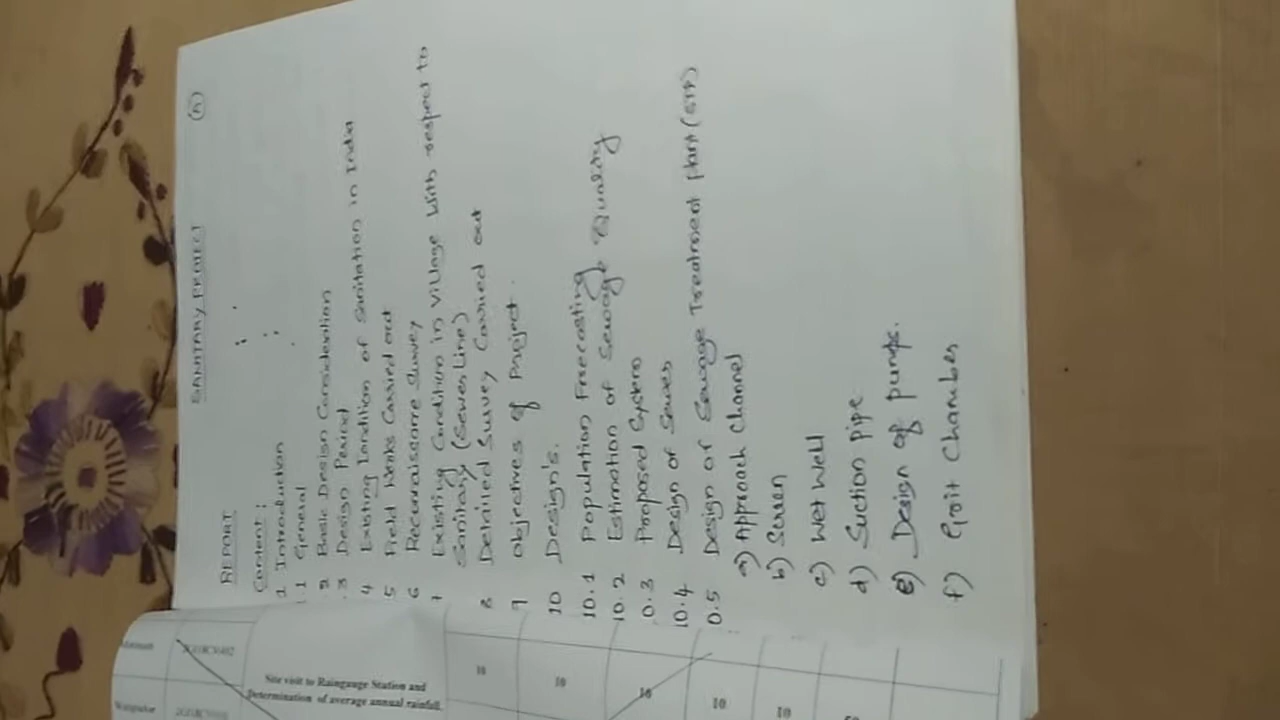 SANITARY PROJECT
REPORT
Content:
1 Introduction
1.1 General
2 Basic Design Consideration
.3 Design Period
4 Existing Condition of Sanitation in India
5 Field Works Carried out
6 Reconnaissance Survey
7 Existing Condition in Village With respect to
Sanitary (Sewer Line)
8 Detailed Survey Carried out
9 objectives of Project.
10 Design's.
10.1 Population Forecasting
10.2 Estimation of Sewage Quality
0.3 Proposed System
10.4 Design of Sewers
0.5 Design of Sewage Treatment plant (STP)
a) Approach Channel
b) Screen
c) Wet Well
d) Suction pipe
e) Design of pumps.
f) Grit Chamber
Site visit to Raingauge Station and
Determination of average annual rainfall.
10
10
10
10
10